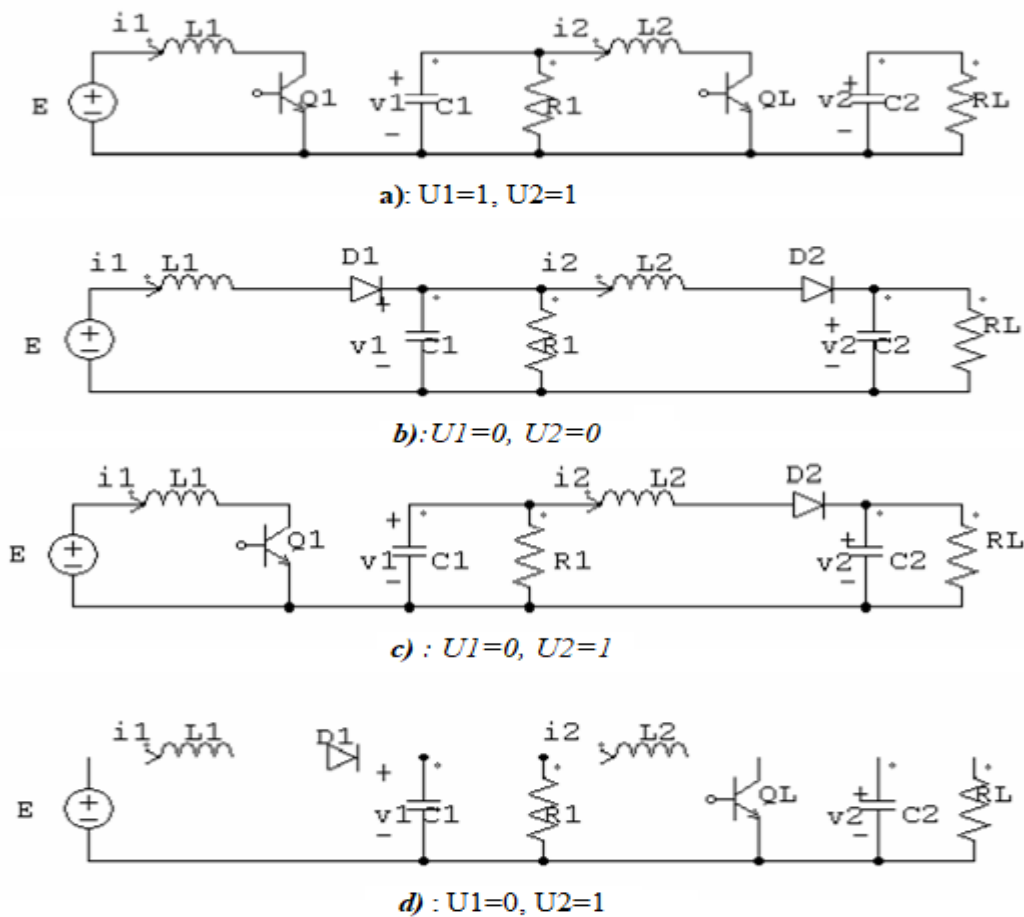 i1 L1 i2 L2
E Q1 + v1 − C1 R1 QL + v2 − C2 RL
a): U1=1, U2=1
i1 L1 D1 i2 L2 D2
E + v1 − C1 R1 + v2 − C2 RL
b):U1=0, U2=0
i1 L1 i2 L2 D2
E Q1 + v1 − C1 R1 + v2 − C2 RL
c) : U1=0, U2=1
i1 L1 D1 i2 L2
E + v1 − C1 R1 QL + v2 − C2 RL
d) : U1=0, U2=1